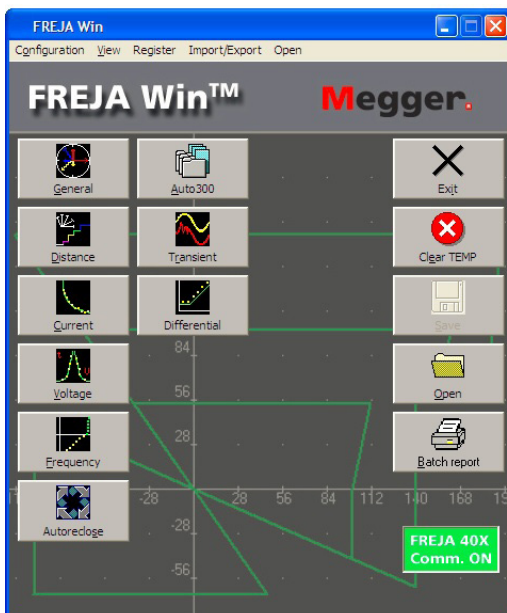 FREJA Win
Configuration View Register Import/Export Open
FREJA Win™ Megger.
General Auto300 Exit
Distance Transient Clear TEMP
Current Differential Save
84
Voltage Open
56
28
Frequency Batch report
-28 28 56 84 112 140 168
Autoreclose
-28
-56
FREJA 40X
Comm. ON